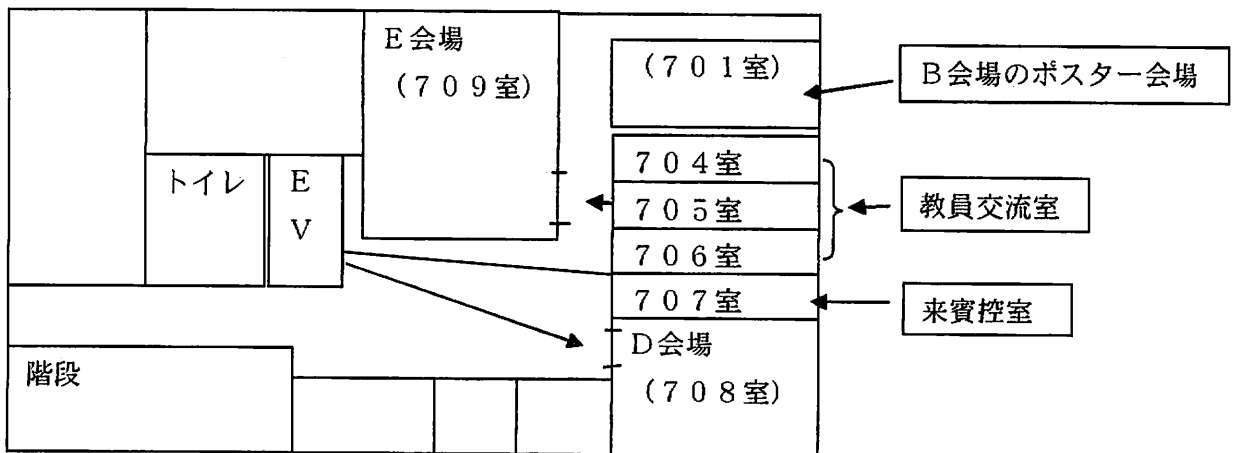 E会場
(709室)
(701室)
B会場のポスター会場
704室
トイレ
E
V
705室
教員交流室
706室
707室
来賓控室
D会場
階段
(708室)